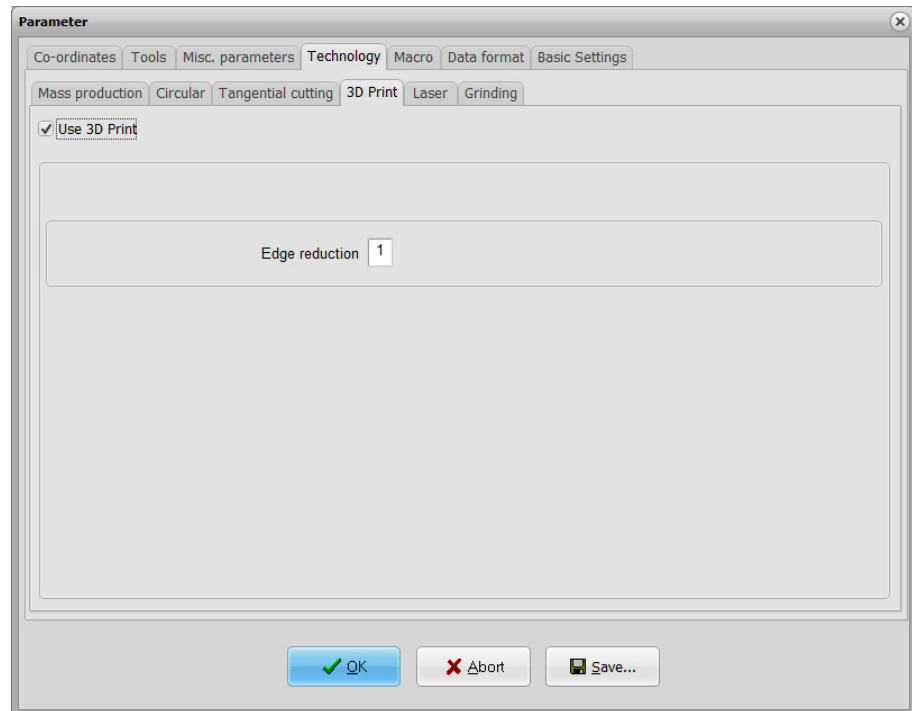 Parameter
Co-ordinates Tools Misc. parameters Technology Macro Data format Basic Settings
Mass production Circular Tangential cutting 3D Print Laser Grinding
Use 3D Print
Edge reduction 1
OK Abort Save...